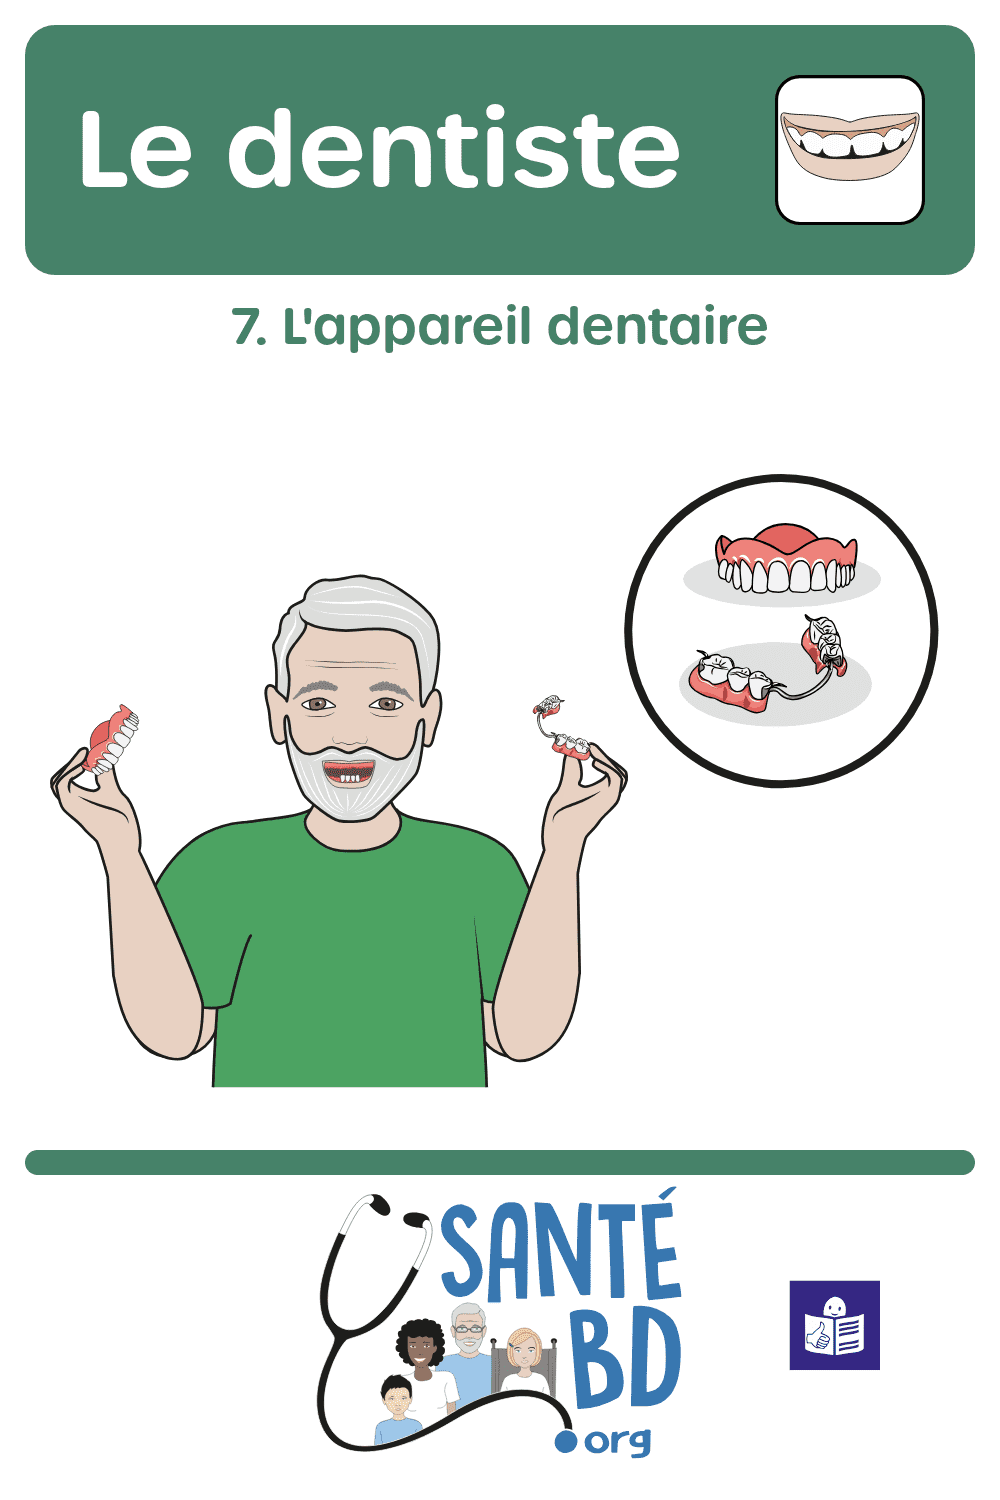 Le dentiste
7. L'appareil dentaire
SANTÉ
BD
.org